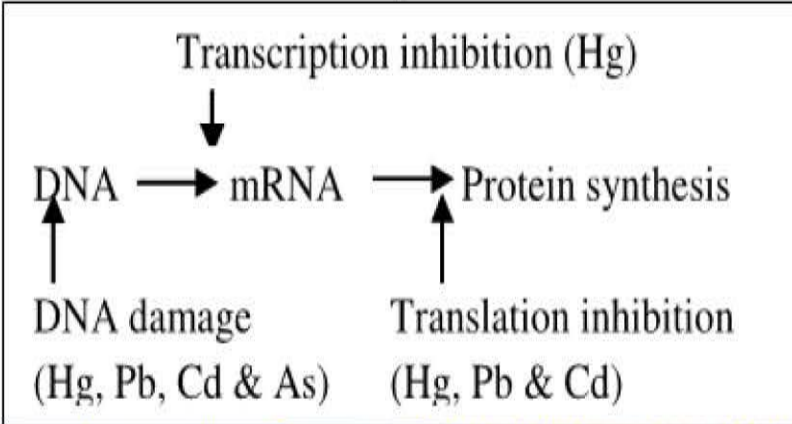 Transcription inhibition (Hg)
DNA mRNA Protein synthesis
DNA damage Translation inhibition
(Hg, Pb, Cd & As) (Hg, Pb & Cd)